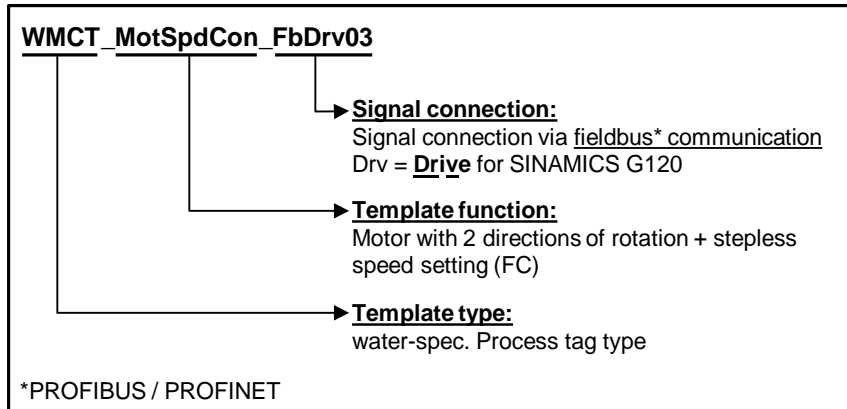 WMCT_MotSpdCon_FbDrv03
Signal connection:
Signal connection via fieldbus* communication
Drv = Drive for SINAMICS G120
Template function:
Motor with 2 directions of rotation + stepless
speed setting (FC)
Template type:
water-spec. Process tag type
*PROFIBUS / PROFINET